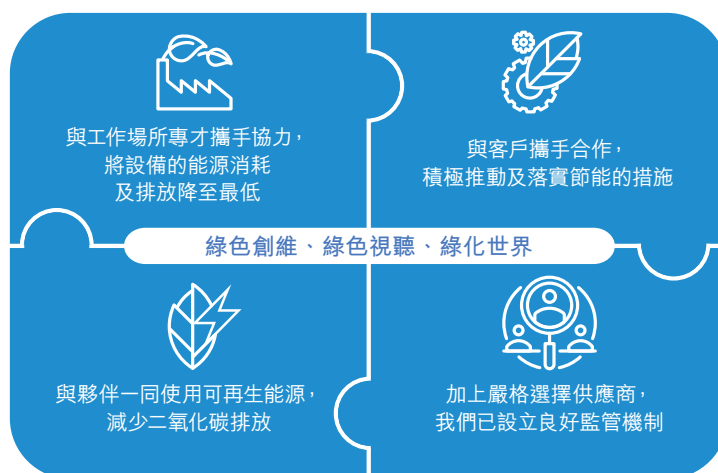 與工作場所專才攜手協力，
將設備的能源消耗
及排放降至最低
與客戶攜手合作，
積極推動及落實節能的措施
綠色創維、綠色視聽、綠化世界
與夥伴一同使用可再生能源，
減少二氧化碳排放
加上嚴格選擇供應商，
我們已設立良好監管機制